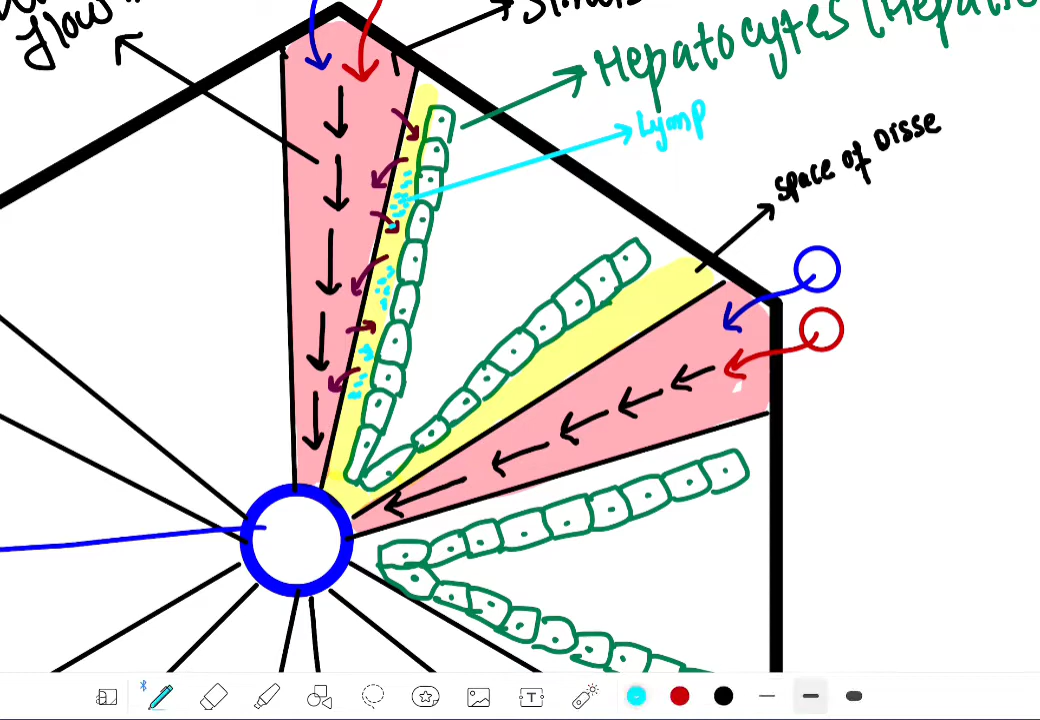 flow
Hepatocytes (Hepatic
Lymp
space of Disse
T